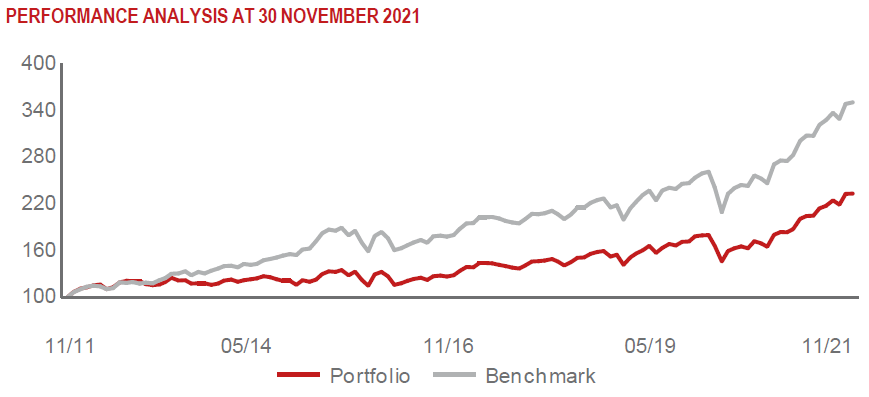 PERFORMANCE ANALYSIS AT 30 NOVEMBER 2021
400
340
280
220
160
100
11/11 05/14 11/16 05/19 11/21
Portfolio Benchmark